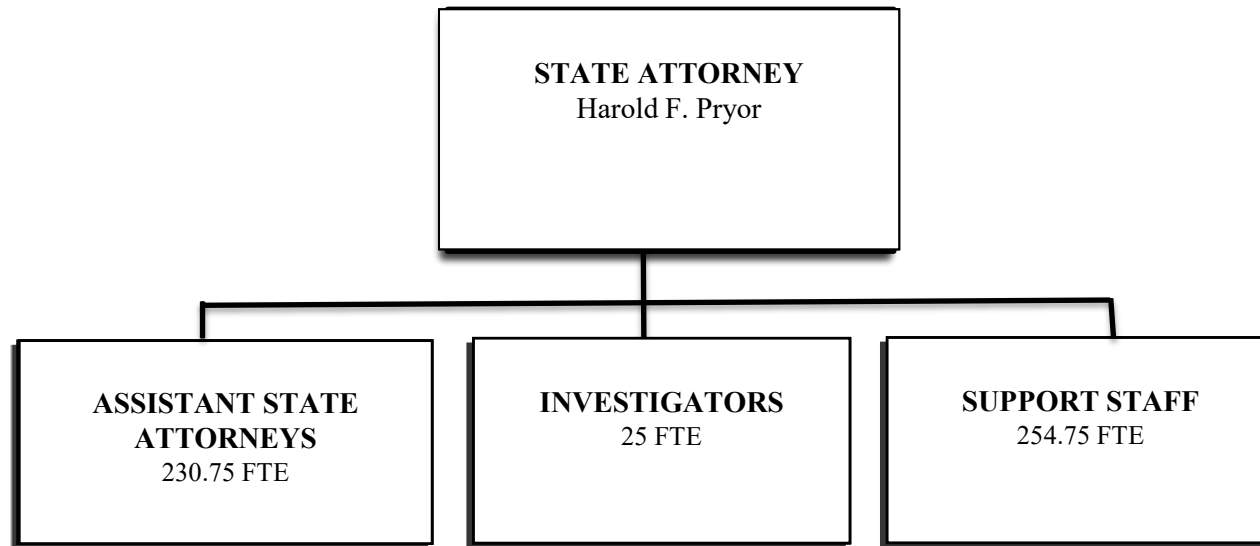 STATE ATTORNEY
Harold F. Pryor
ASSISTANT STATE
ATTORNEYS
230.75 FTE
INVESTIGATORS
25 FTE
SUPPORT STAFF
254.75 FTE